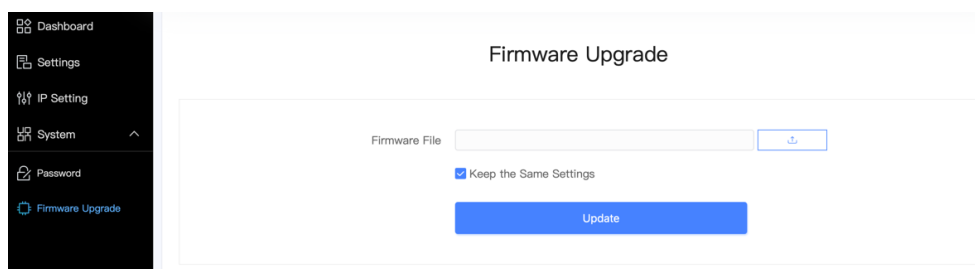 Dashboard
Settings
IP Setting
System
Password
Firmware Upgrade
Firmware Upgrade
Firmware File
Keep the Same Settings
Update